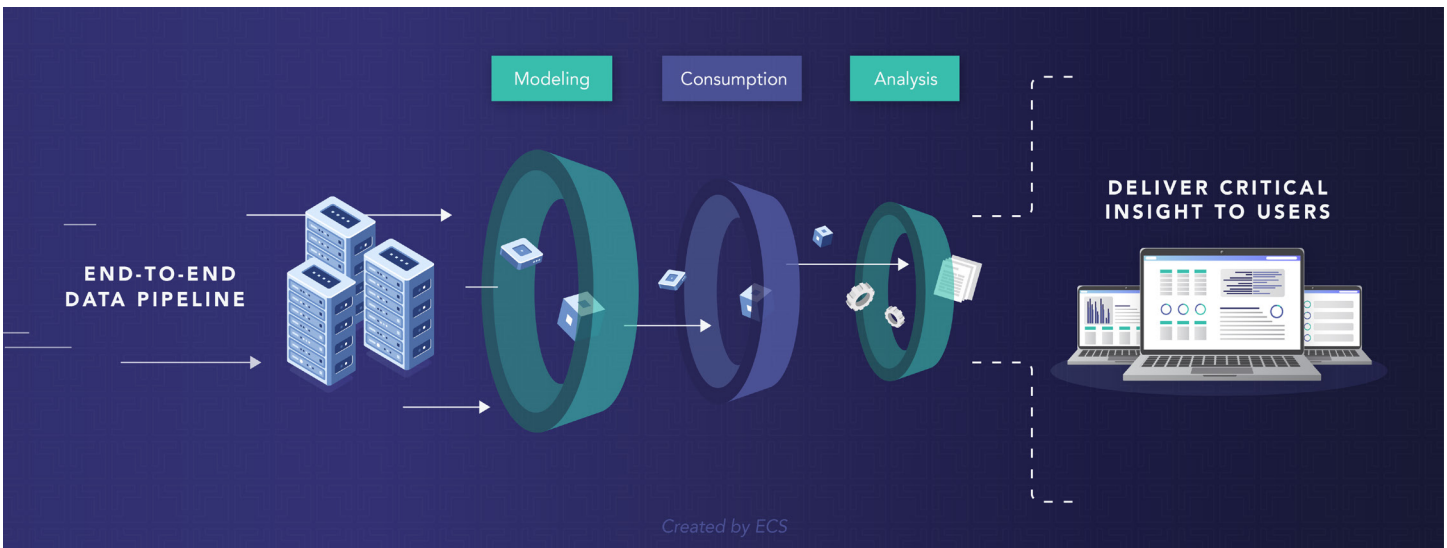 Modeling
Consumption
Analysis
END-TO-END
DATA PIPELINE
DELIVER CRITICAL
INSIGHT TO USERS
Created by ECS